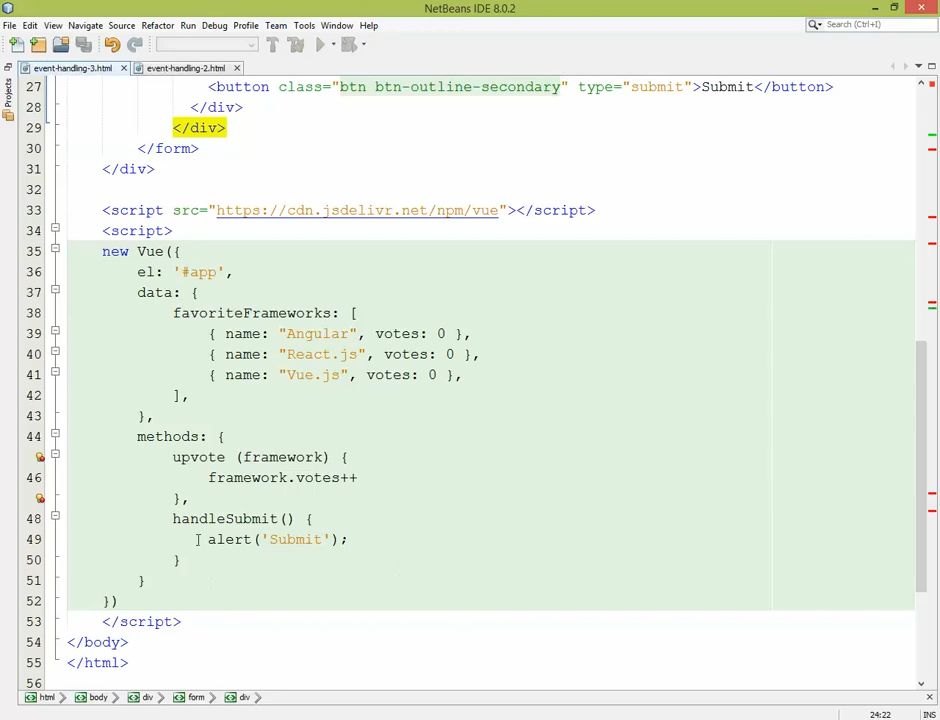 NetBeans IDE 8.0.2
File Edit View Navigate Source Refactor Run Debug Profile Team Tools Window Help
Search (Ctrl+I)
event-handling-3.html event-handling-2.html
Projects
27 <button class="btn btn-outline-secondary" type="submit">Submit</button>
28 </div>
29 </div>
30 </form>
31 </div>
32
33 <script src="https://cdn.jsdelivr.net/npm/vue"></script>
34 <script>
35 new Vue({
36 el: '#app',
37 data: {
38 favoriteFrameworks: [
39 { name: "Angular", votes: 0 },
40 { name: "React.js", votes: 0 },
41 { name: "Vue.js", votes: 0 },
42 ],
43 },
44 methods: {
upvote (framework) {
46 framework.votes++
},
48 handleSubmit() {
49 alert('Submit');
50 }
51 }
52 })
53 </script>
54 </body>
55 </html>
56
html body div form div
24:22 INS